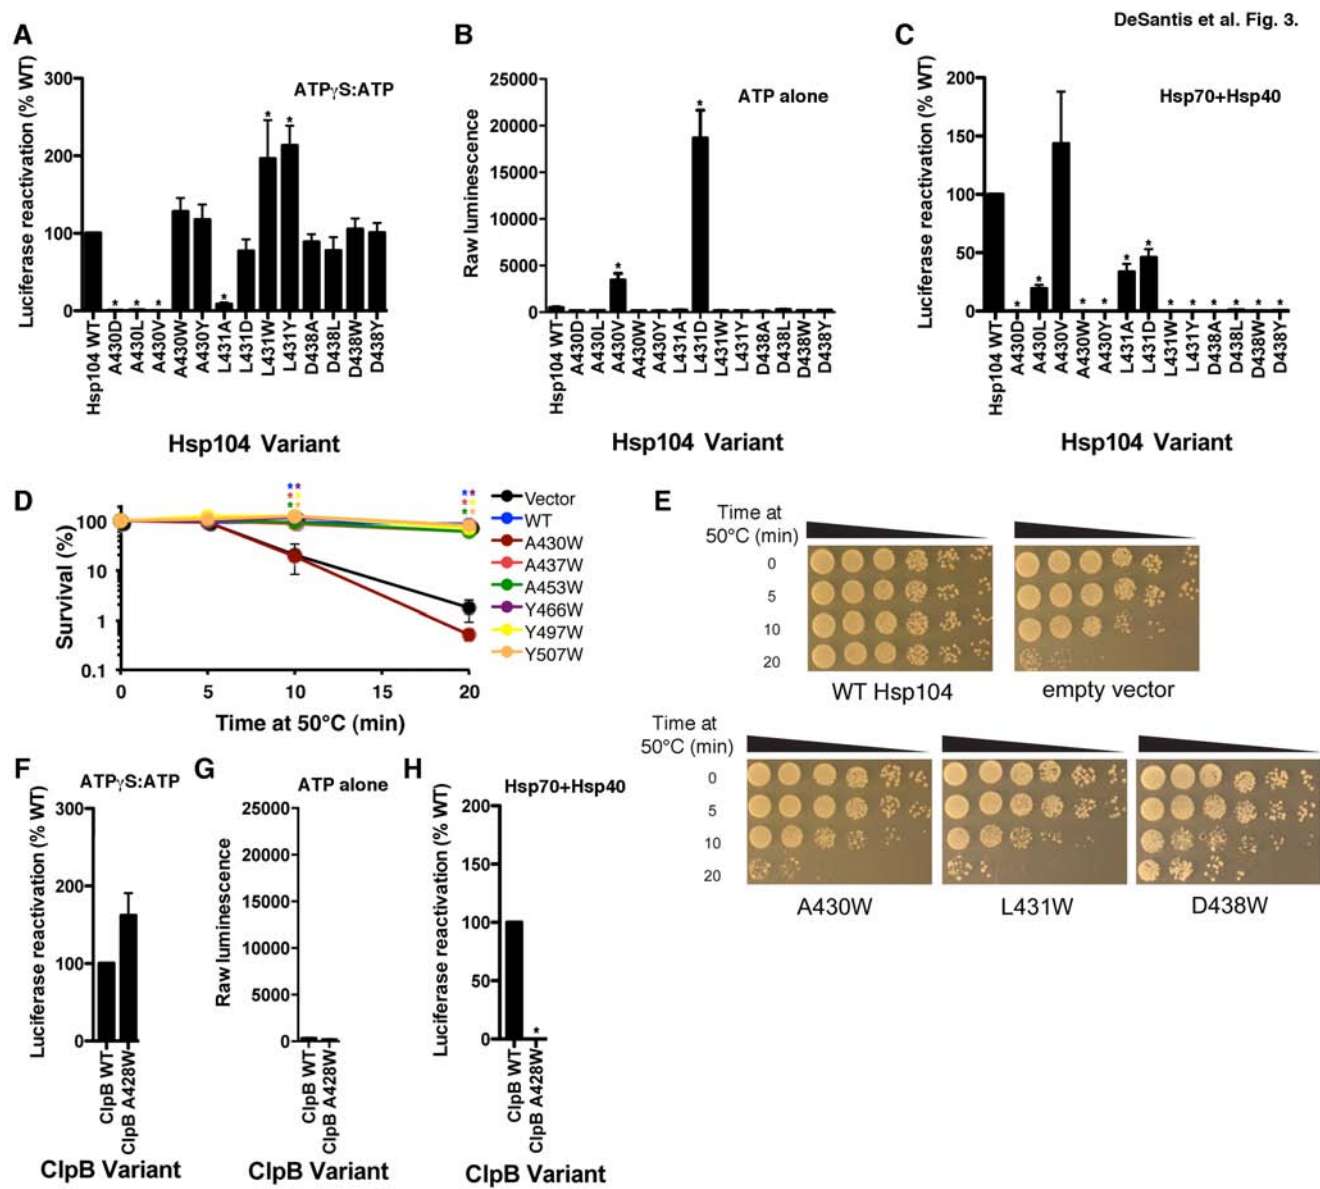 DeSantis et al. Fig. 3.
A
Luciferase reactivation (% WT)
300
200
100
0
ATPγS:ATP
*
*
*
*
*
*
Hsp104 WT
A430D
A430L
A430V
A430W
A430Y
L431A
L431D
L431W
L431Y
D438A
D438L
D438W
D438Y
Hsp104 Variant
B
Raw luminescence
25000
20000
15000
10000
5000
0
ATP alone
*
*
Hsp104 WT
A430D
A430L
A430V
A430W
A430Y
L431A
L431D
L431W
L431Y
D438A
D438L
D438W
D438Y
Hsp104 Variant
C
Luciferase reactivation (% WT)
200
150
100
50
0
Hsp70+Hsp40
*
*
*
*
*
*
*
*
*
*
*
*
Hsp104 WT
A430D
A430L
A430V
A430W
A430Y
L431A
L431D
L431W
L431Y
D438A
D438L
D438W
D438Y
Hsp104 Variant
D
Survival (%)
100
10
1
0.1
* *
* *
* *
* *
* *
* *
0
5
10
15
20
Time at 50°C (min)
Vector
WT
A430W
A437W
A453W
Y466W
Y497W
Y507W
E
Time at
50°C (min)
0
5
10
20
WT Hsp104
empty vector
Time at
50°C (min)
0
5
10
20
A430W
L431W
D438W
F
ATPγS:ATP
Luciferase reactivation (% WT)
300
200
100
0
ClpB WT
ClpB A428W
ClpB Variant
G
ATP alone
Raw luminescence
25000
20000
15000
10000
5000
0
ClpB WT
ClpB A428W
ClpB Variant
H
Hsp70+Hsp40
Luciferase reactivation (% WT)
200
150
100
50
0
*
ClpB WT
ClpB A428W
ClpB Variant